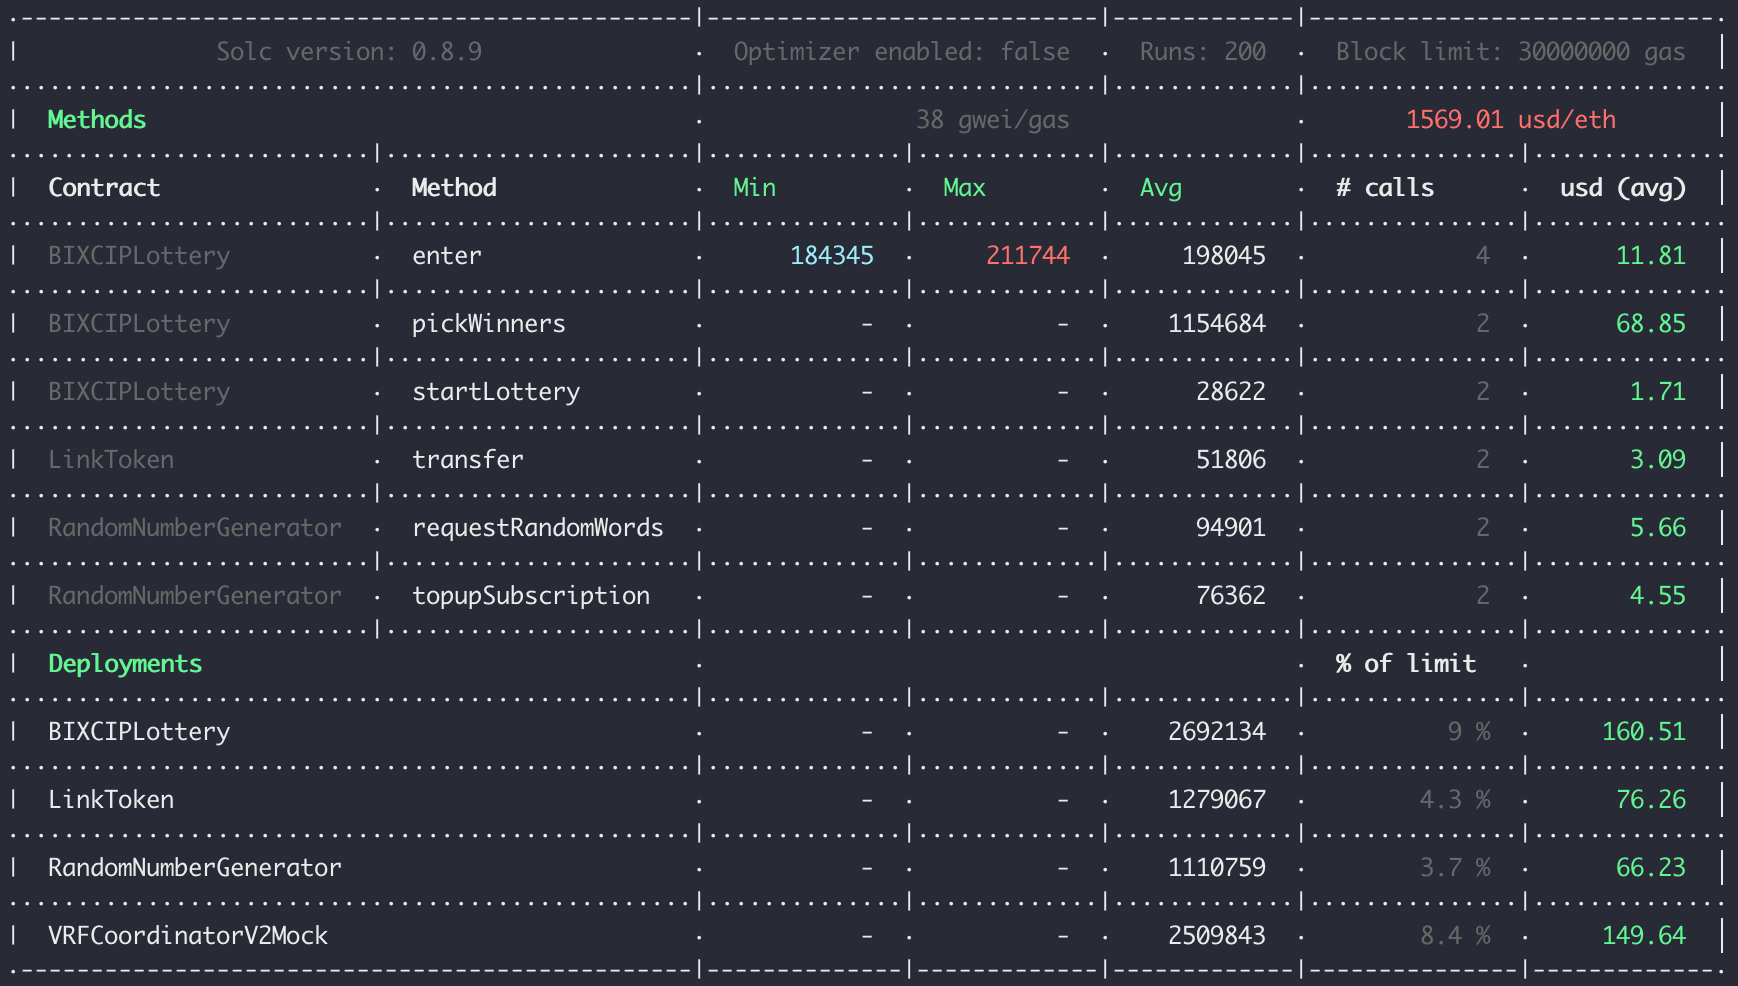 Solc version: 0.8.9 · Optimizer enabled: false · Runs: 200 · Block limit: 30000000 gas
Methods · 38 gwei/gas · 1569.01 usd/eth
Contract · Method · Min · Max · Avg · # calls · usd (avg)
BIXCIPLottery · enter · 184345 · 211744 · 198045 · 4 · 11.81
BIXCIPLottery · pickWinners · - · - · 1154684 · 2 · 68.85
BIXCIPLottery · startLottery · - · - · 28622 · 2 · 1.71
LinkToken · transfer · - · - · 51806 · 2 · 3.09
RandomNumberGenerator · requestRandomWords · - · - · 94901 · 2 · 5.66
RandomNumberGenerator · topupSubscription · - · - · 76362 · 2 · 4.55
Deployments · · % of limit ·
BIXCIPLottery · - · - · 2692134 · 9 % · 160.51
LinkToken · - · - · 1279067 · 4.3 % · 76.26
RandomNumberGenerator · - · - · 1110759 · 3.7 % · 66.23
VRFCoordinatorV2Mock · - · - · 2509843 · 8.4 % · 149.64